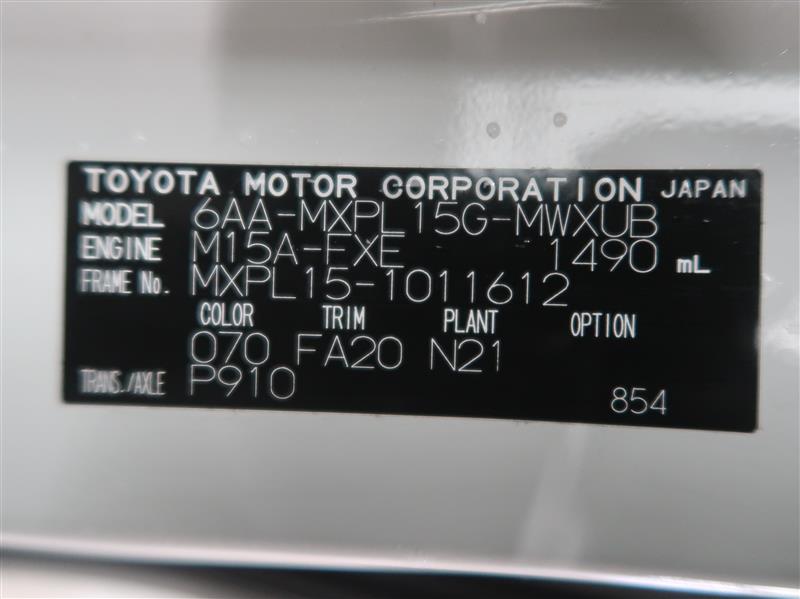 TOYOTA MOTOR CORPORATION JAPAN
MODEL 6AA-MXPL15G-MWXUB
ENGINE M15A-FXE 1490 mL
FRAME No. MXPL15-1011612
COLOR TRIM PLANT OPTION
070 FA20 N21
TRANS./AXLE P910 854